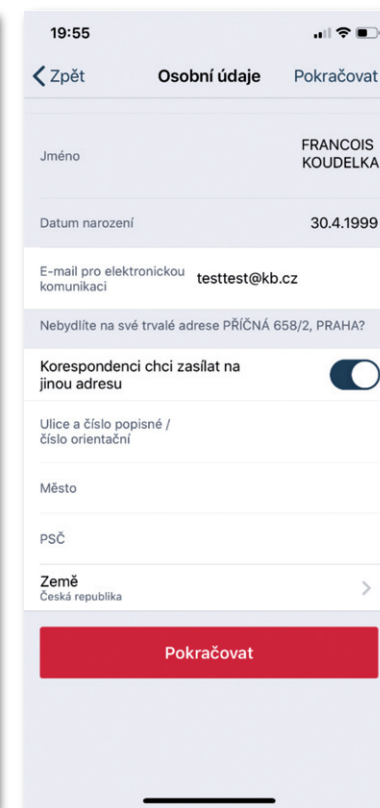 19:55
Zpět Osobní údaje Pokračovat
Jméno FRANCOIS
KOUDELKA
Datum narození 30.4.1999
E-mail pro elektronickou
komunikaci testtest@kb.cz
Nebydlíte na své trvalé adrese PŘÍČNÁ 658/2, PRAHA?
Korespondenci chci zasílat na
jinou adresu
Ulice a číslo popisné /
číslo orientační
Město
PSČ
Země
Česká republika
Pokračovat